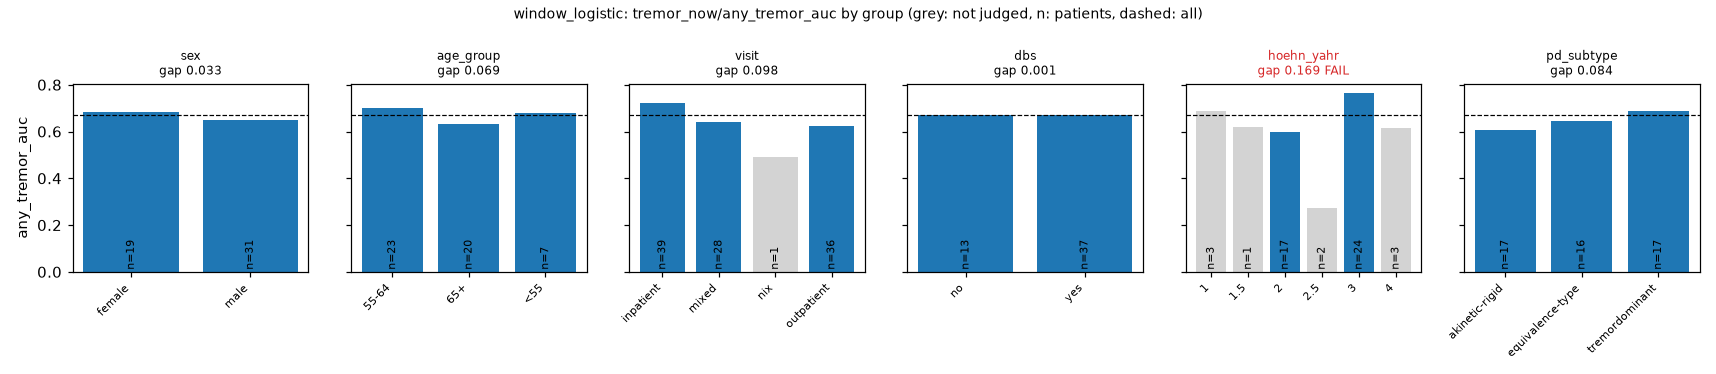 window_logistic: tremor_now/any_tremor_auc by group (grey: not judged, n: patients, dashed: all)
any_tremor_auc
0.8
0.6
0.4
0.2
0.0
sex
gap 0.033
n=19
n=31
female
male
age_group
gap 0.069
n=23
n=20
n=7
55-64
65+
<55
visit
gap 0.098
n=39
n=28
n=1
n=36
inpatient
mixed
nix
outpatient
dbs
gap 0.001
n=13
n=37
no
yes
hoehn_yahr
gap 0.169 FAIL
n=3
n=1
n=17
n=2
n=24
n=3
1
1.5
2
2.5
3
4
pd_subtype
gap 0.084
n=17
n=16
n=17
akinetic-rigid
equivalence-type
tremordominant